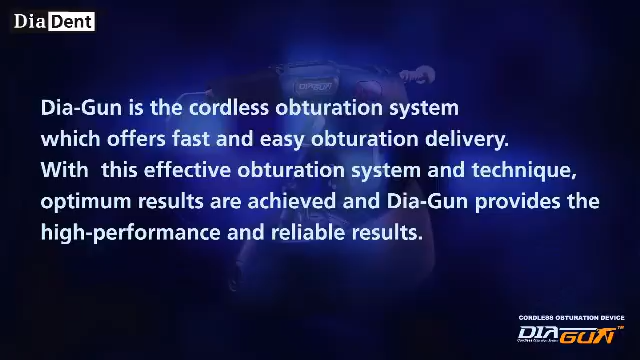 DiaDent
Dia-Gun is the cordless obturation system
which offers fast and easy obturation delivery.
With this effective obturation system and technique,
optimum results are achieved and Dia-Gun provides the
high-performance and reliable results.
CORDLESS OBTURATION DEVICE
DIAGUN™